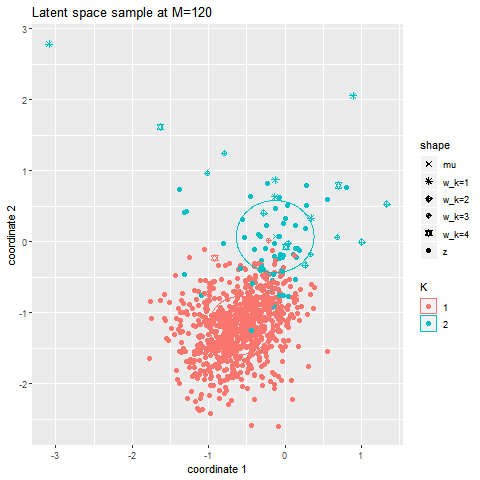 Latent space sample at M=120
3
2
1
0
-1
-2
coordinate 2
-3
-2
-1
0
1
coordinate 1
shape
mu
w_k=1
w_k=2
w_k=3
w_k=4
z
K
1
2